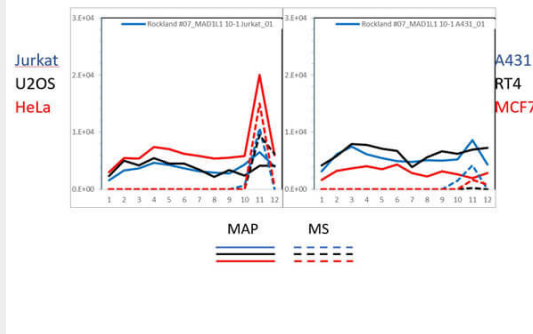 3.E+04
Rockland #07_MAD1L1 10-1 Jurkat_01
2.E+04
1.E+04
0.E+00
1 2 3 4 5 6 7 8 9 10 11 12
3.E+04
Rockland #07_MAD1L1 10-1 A431_01
2.E+04
1.E+04
0.E+00
1 2 3 4 5 6 7 8 9 10 11 12
Jurkat
U2OS
HeLa
A431
RT4
MCF7
MAP MS